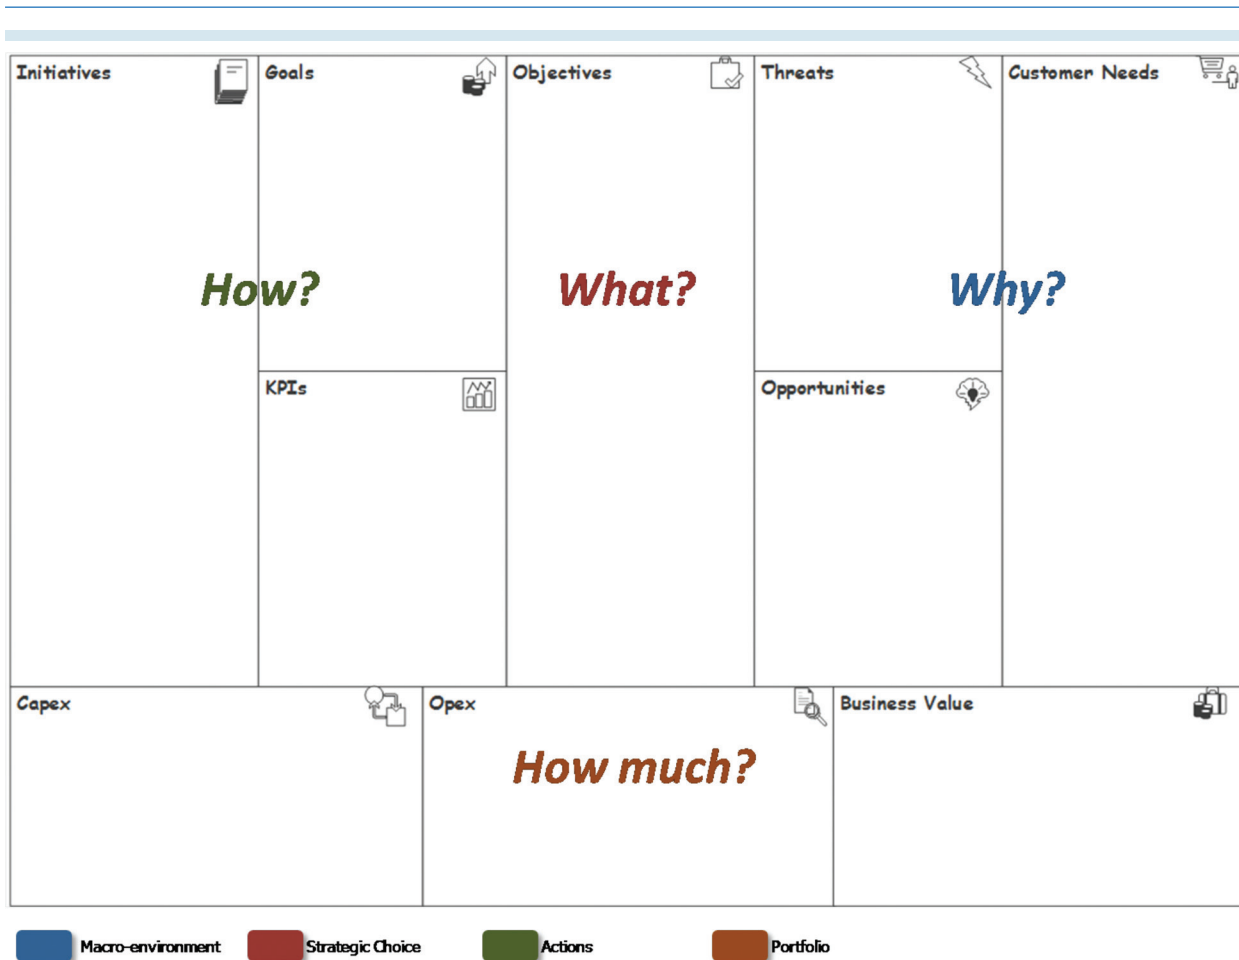 Initiatives
Goals
Objectives
Threats
Customer Needs
How?
What?
Why?
KPIs
Opportunities
Capex
Opex
Business Value
How much?
Macro-environment
Strategic Choice
Actions
Portfolio